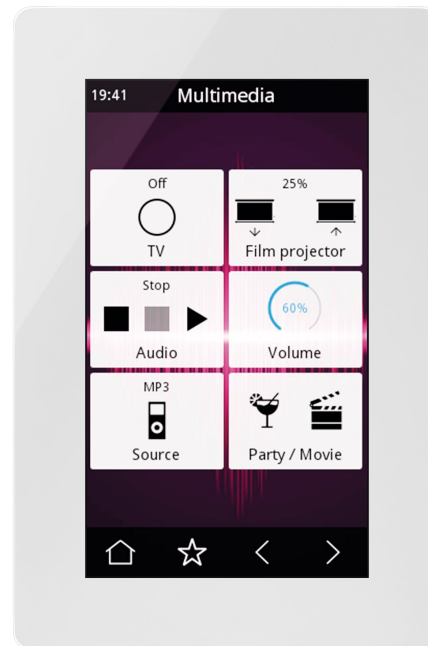 19:41 Multimedia
Off
TV
25%
Film projector
Stop
Audio
60%
Volume
MP3
Source
Party / Movie